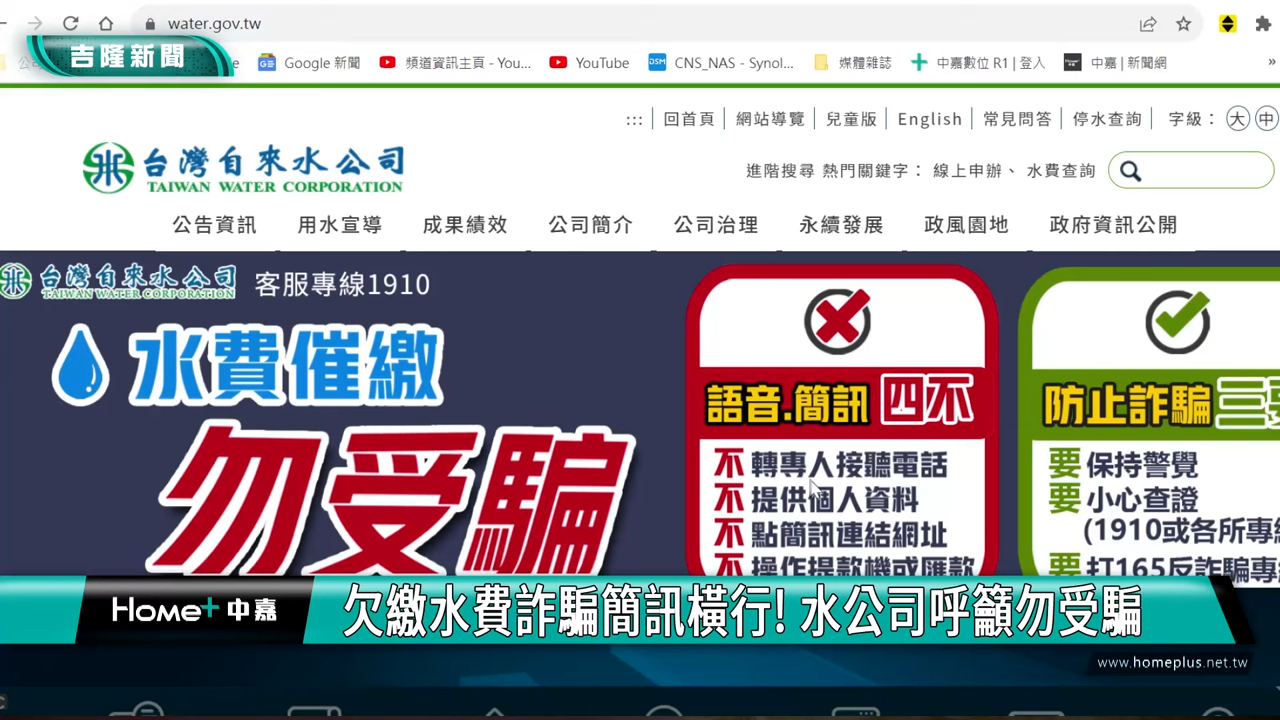 water.gov.tw
吉隆新聞
Google 新聞
頻道資訊主頁 - You...
YouTube
CNS_NAS - Synol...
媒體雜誌
中嘉數位 R1 | 登入
中嘉 | 新聞網
»
:::
回首頁
網站導覽
兒童版
English
常見問答
停水查詢
字級：
大
中
台灣自來水公司
TAIWAN WATER CORPORATION
進階搜尋 熱門關鍵字： 線上申辦、 水費查詢
公告資訊
用水宣導
成果績效
公司簡介
公司治理
永續發展
政風園地
政府資訊公開
台灣自來水公司
TAIWAN WATER CORPORATION
客服專線1910
水費催繳
勿受騙
語音.簡訊 四不
不 轉專人接聽電話
不 提供個人資料
不 點簡訊連結網址
不 操作提款機或匯款
防止詐騙 三要
要 保持警覺
要 小心查證
(1910或各所專線
要 打165反詐騙專
Home+ 中嘉
欠繳水費詐騙簡訊橫行! 水公司呼籲勿受騙
www.homeplus.net.tw